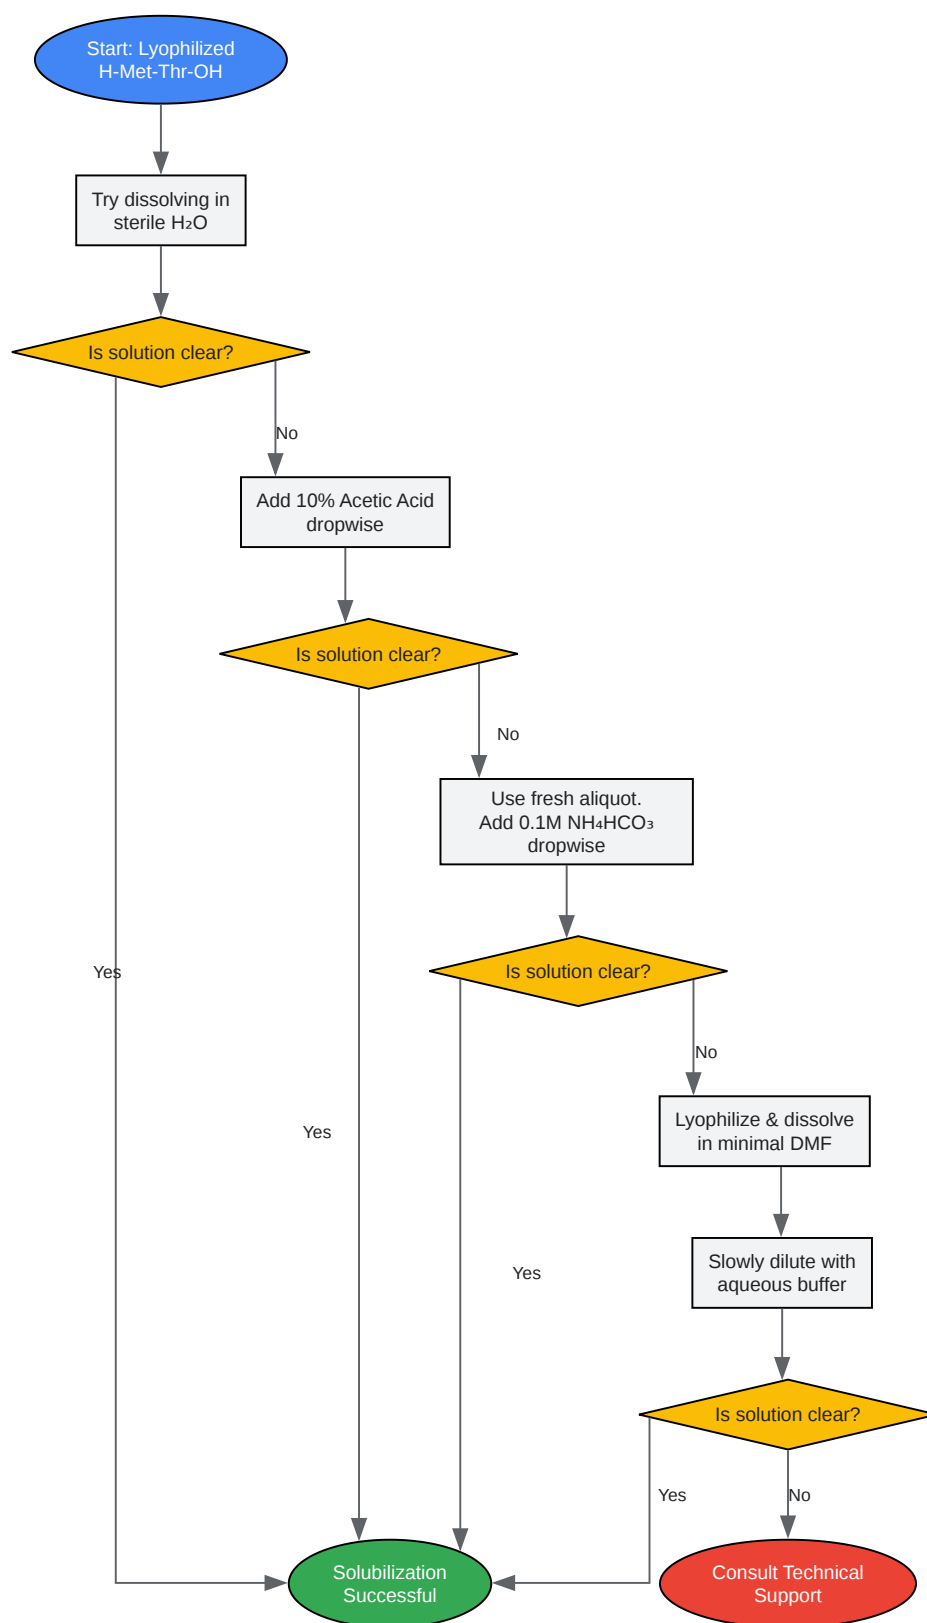 Start: Lyophilized
H-Met-Thr-OH
Try dissolving in
sterile H₂O
Is solution clear?
No
Add 10% Acetic Acid
dropwise
Is solution clear?
No
Use fresh aliquot.
Add 0.1M NH₄HCO₃
dropwise
Yes
Is solution clear?
No
Lyophilize & dissolve
in minimal DMF
Yes
Slowly dilute with
aqueous buffer
Yes
Is solution clear?
Yes
No
Solubilization
Successful
Consult Technical
Support